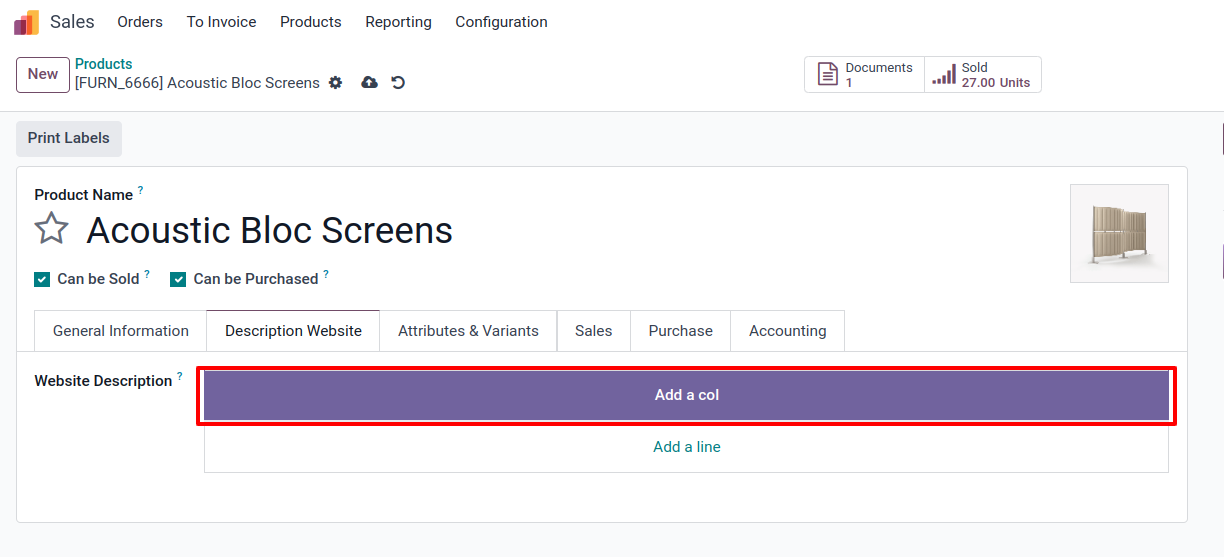 Sales Orders To Invoice Products Reporting Configuration
New
Products
[FURN_6666] Acoustic Bloc Screens
Documents
1
Sold
27.00 Units
Print Labels
Product Name ?
Acoustic Bloc Screens
Can be Sold ? Can be Purchased ?
General Information Description Website Attributes & Variants Sales Purchase Accounting
Website Description ?
Add a col
Add a line